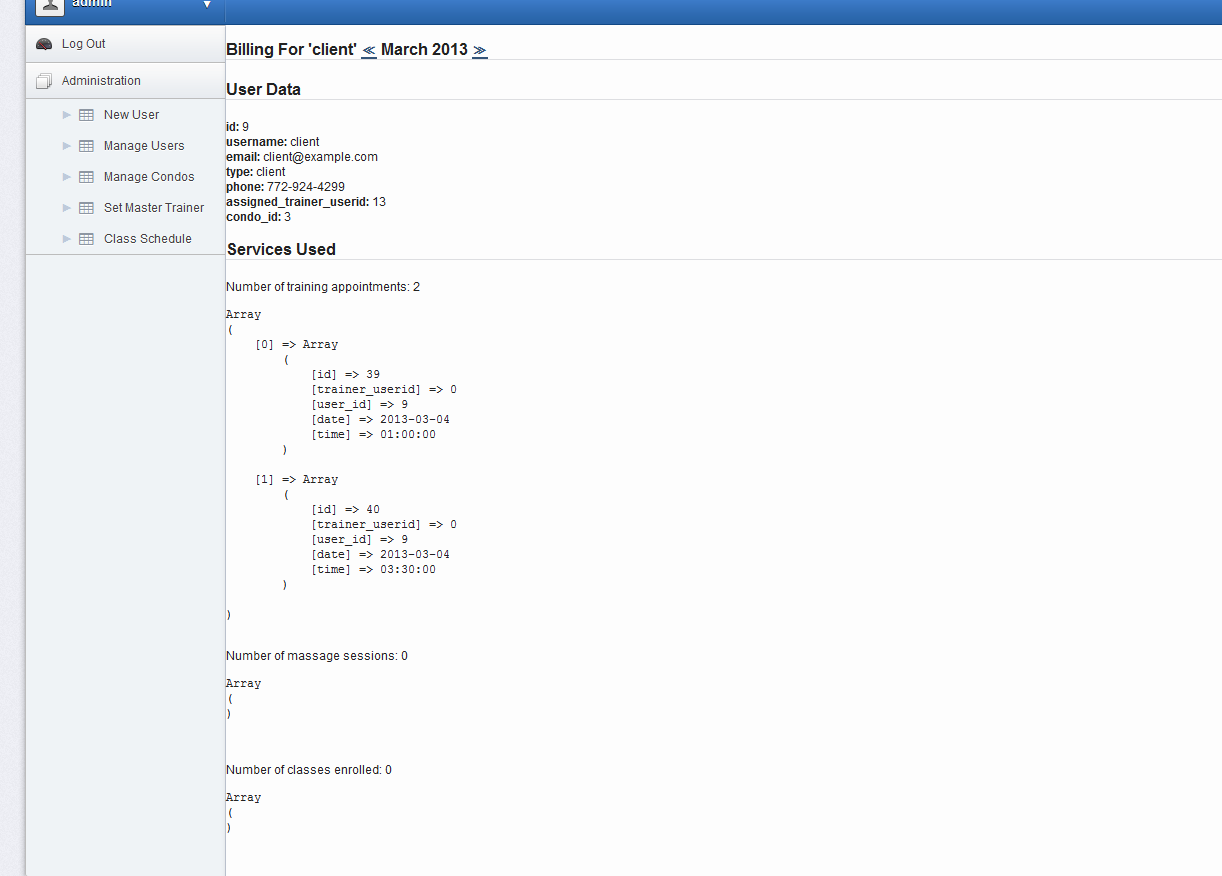 admin
Log Out
Administration
New User
Manage Users
Manage Condos
Set Master Trainer
Class Schedule
Billing For 'client' ≪ March 2013 ≫
User Data
id: 9
username: client
email: client@example.com
type: client
phone: 772-924-4299
assigned_trainer_userid: 13
condo_id: 3
Services Used
Number of training appointments: 2
Array
(
    [0] => Array
        (
            [id] => 39
            [trainer_userid] => 0
            [user_id] => 9
            [date] => 2013-03-04
            [time] => 01:00:00
        )
    [1] => Array
        (
            [id] => 40
            [trainer_userid] => 0
            [user_id] => 9
            [date] => 2013-03-04
            [time] => 03:30:00
        )
)
Number of massage sessions: 0
Array
(
)
Number of classes enrolled: 0
Array
(
)